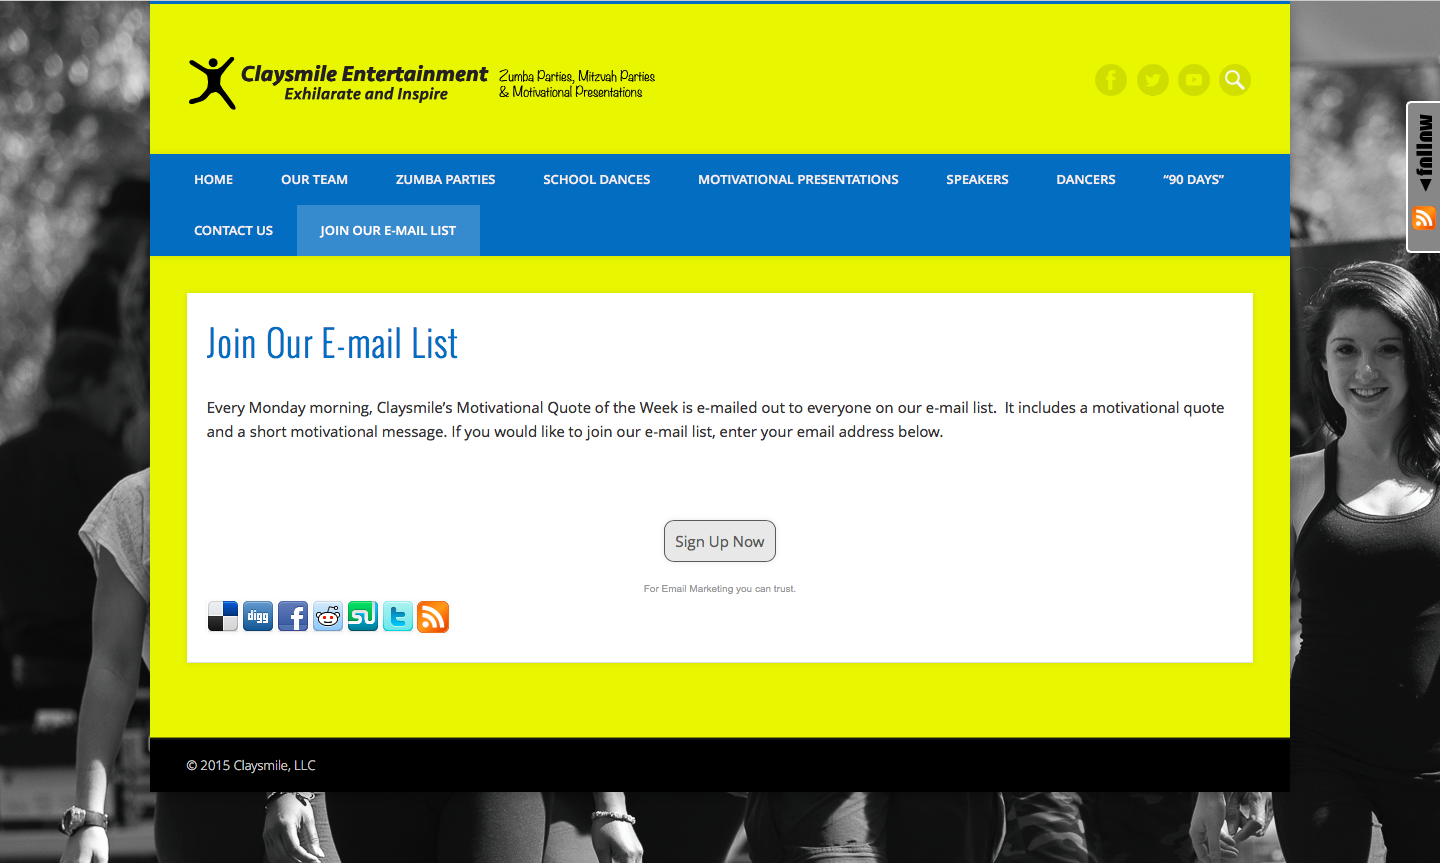 Claysmile Entertainment
Exhilarate and Inspire
Zumba Parties, Mitzvah Parties
& Motivational Presentations
follow
HOME OUR TEAM ZUMBA PARTIES SCHOOL DANCES MOTIVATIONAL PRESENTATIONS SPEAKERS DANCERS “90 DAYS”
CONTACT US JOIN OUR E-MAIL LIST
Join Our E-mail List
Every Monday morning, Claysmile’s Motivational Quote of the Week is e-mailed out to everyone on our e-mail list.  It includes a motivational quote
and a short motivational message. If you would like to join our e-mail list, enter your email address below.
Sign Up Now
For Email Marketing you can trust.
digg
© 2015 Claysmile, LLC